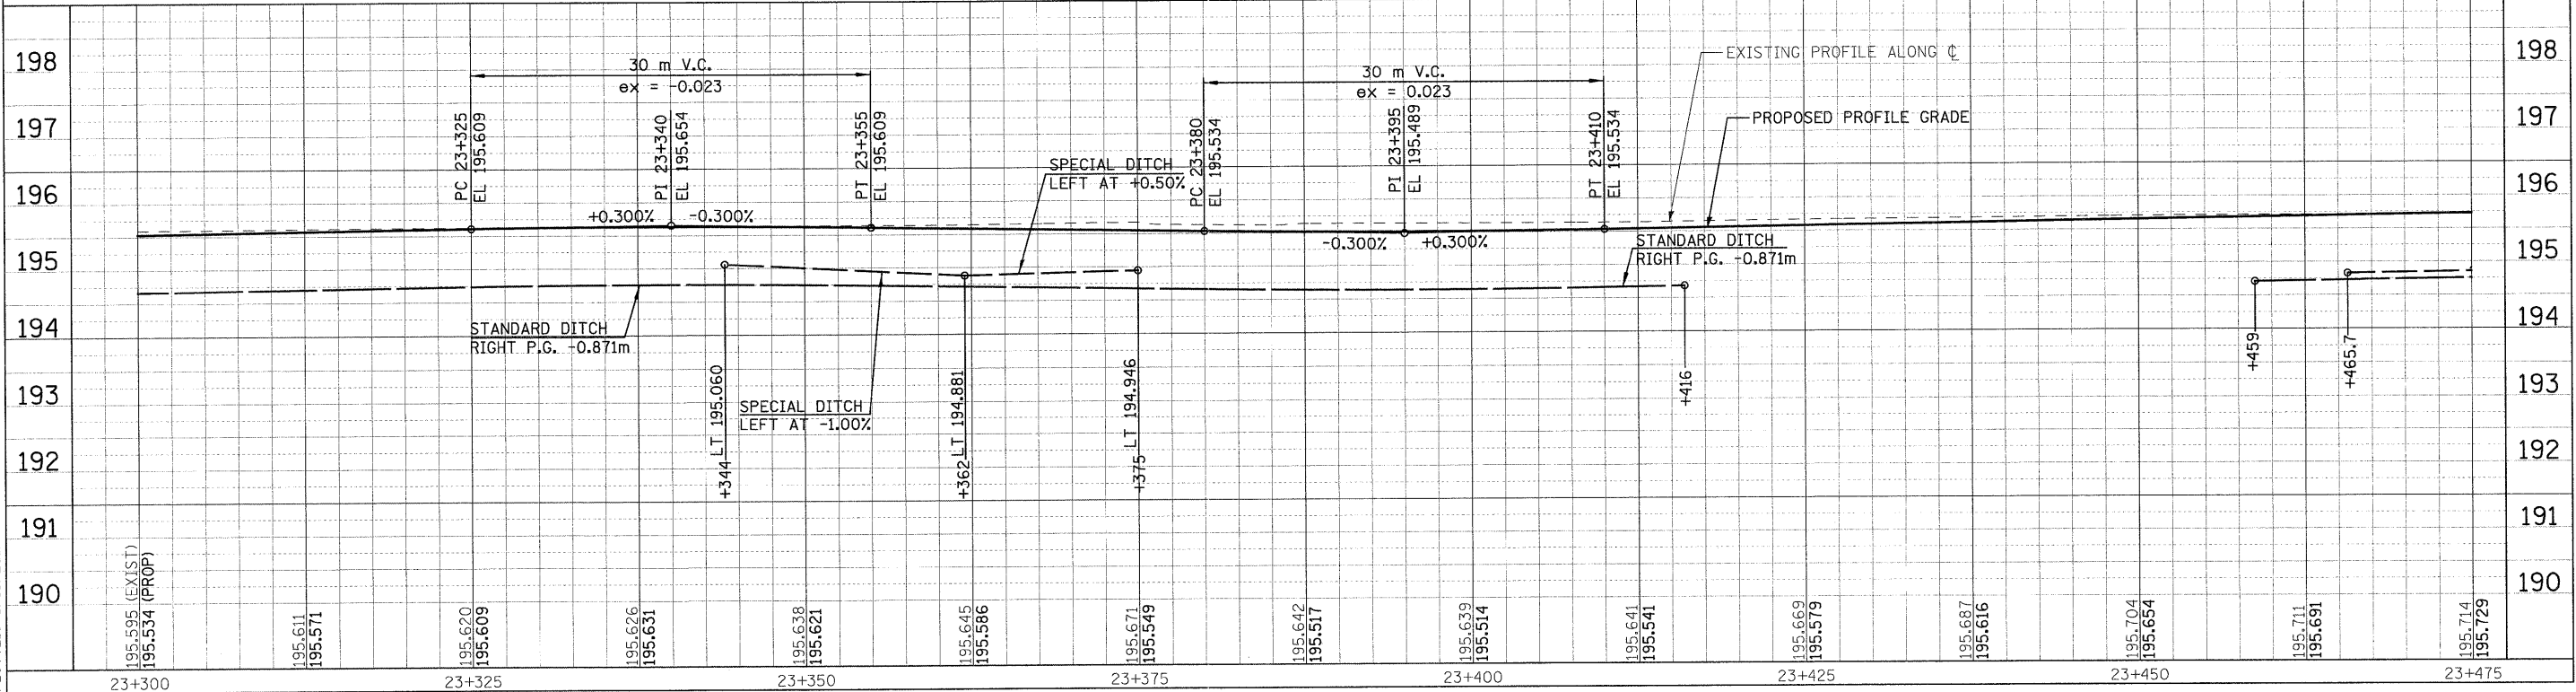 198
197
196
195
194
193
192
191
190
30 m V.C.
ex = -0.023
PC 23+325
EL 195.609
PI 23+340
EL 195.654
PT 23+355
EL 195.609
+0.300%
-0.300%
SPECIAL DITCH
LEFT AT +0.50%
30 m V.C.
ex = 0.023
PC 23+380
EL 195.534
PI 23+395
EL 195.489
PT 23+410
EL 195.534
-0.300%
+0.300%
EXISTING PROFILE ALONG ℄
PROPOSED PROFILE GRADE
STANDARD DITCH
RIGHT P.G. -0.871m
STANDARD DITCH
RIGHT P.G. -0.871m
SPECIAL DITCH
LEFT AT -1.00%
+344 LT 195.060
+362 LT 194.881
+375 LT 194.946
+416
+459
+465.7
198
197
196
195
194
193
192
191
190
195.595 (EXIST)
195.534 (PROP)
195.611
195.571
195.620
195.609
195.626
195.631
195.638
195.621
195.645
195.586
195.671
195.549
195.642
195.517
195.639
195.514
195.641
195.541
195.669
195.579
195.687
195.616
195.704
195.654
195.711
195.691
195.714
195.729
23+300
23+325
23+350
23+375
23+400
23+425
23+450
23+475